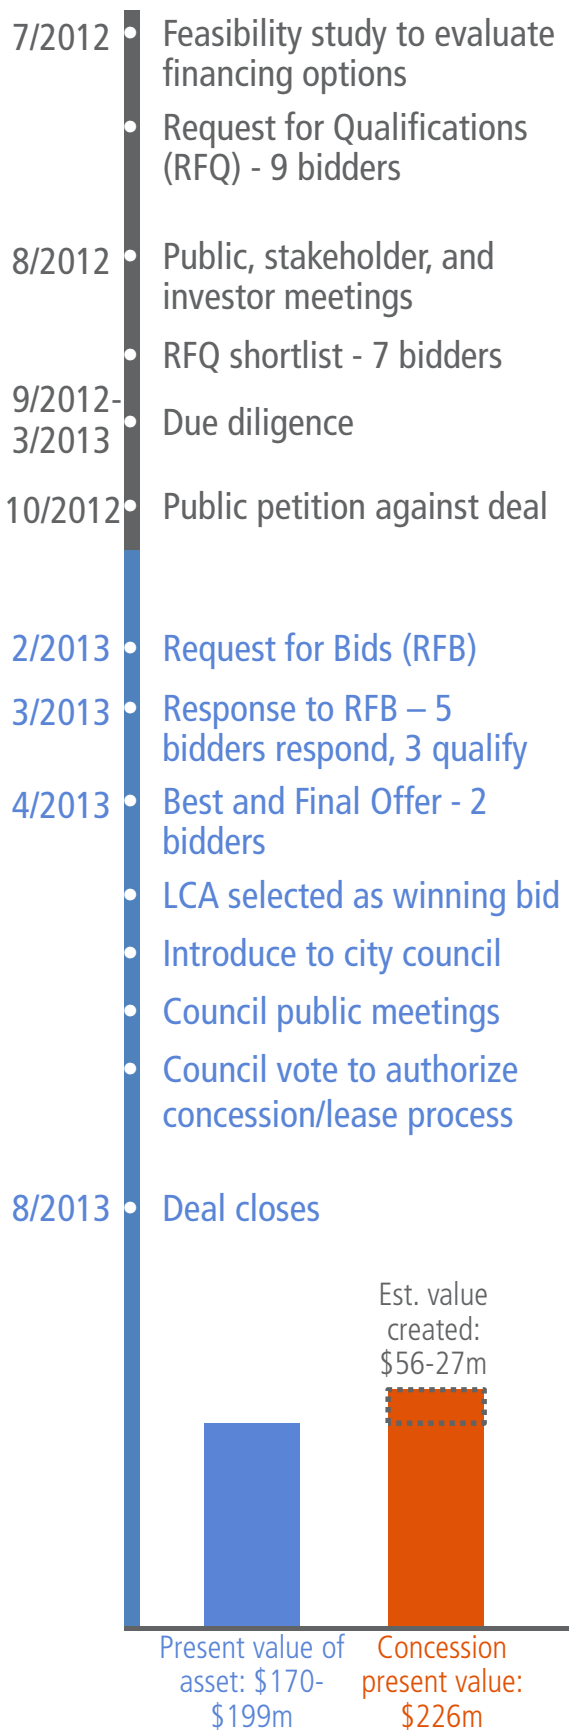 7/2012
Feasibility study to evaluate
financing options
Request for Qualifications
(RFQ) - 9 bidders
8/2012
Public, stakeholder, and
investor meetings
RFQ shortlist - 7 bidders
9/2012-
3/2013
Due diligence
10/2012
Public petition against deal
2/2013
Request for Bids (RFB)
3/2013
Response to RFB – 5
bidders respond, 3 qualify
4/2013
Best and Final Offer - 2
bidders
LCA selected as winning bid
Introduce to city council
Council public meetings
Council vote to authorize
concession/lease process
8/2013
Deal closes
Est. value
created:
$56-27m
Present value of
asset: $170-
$199m
Concession
present value:
$226m